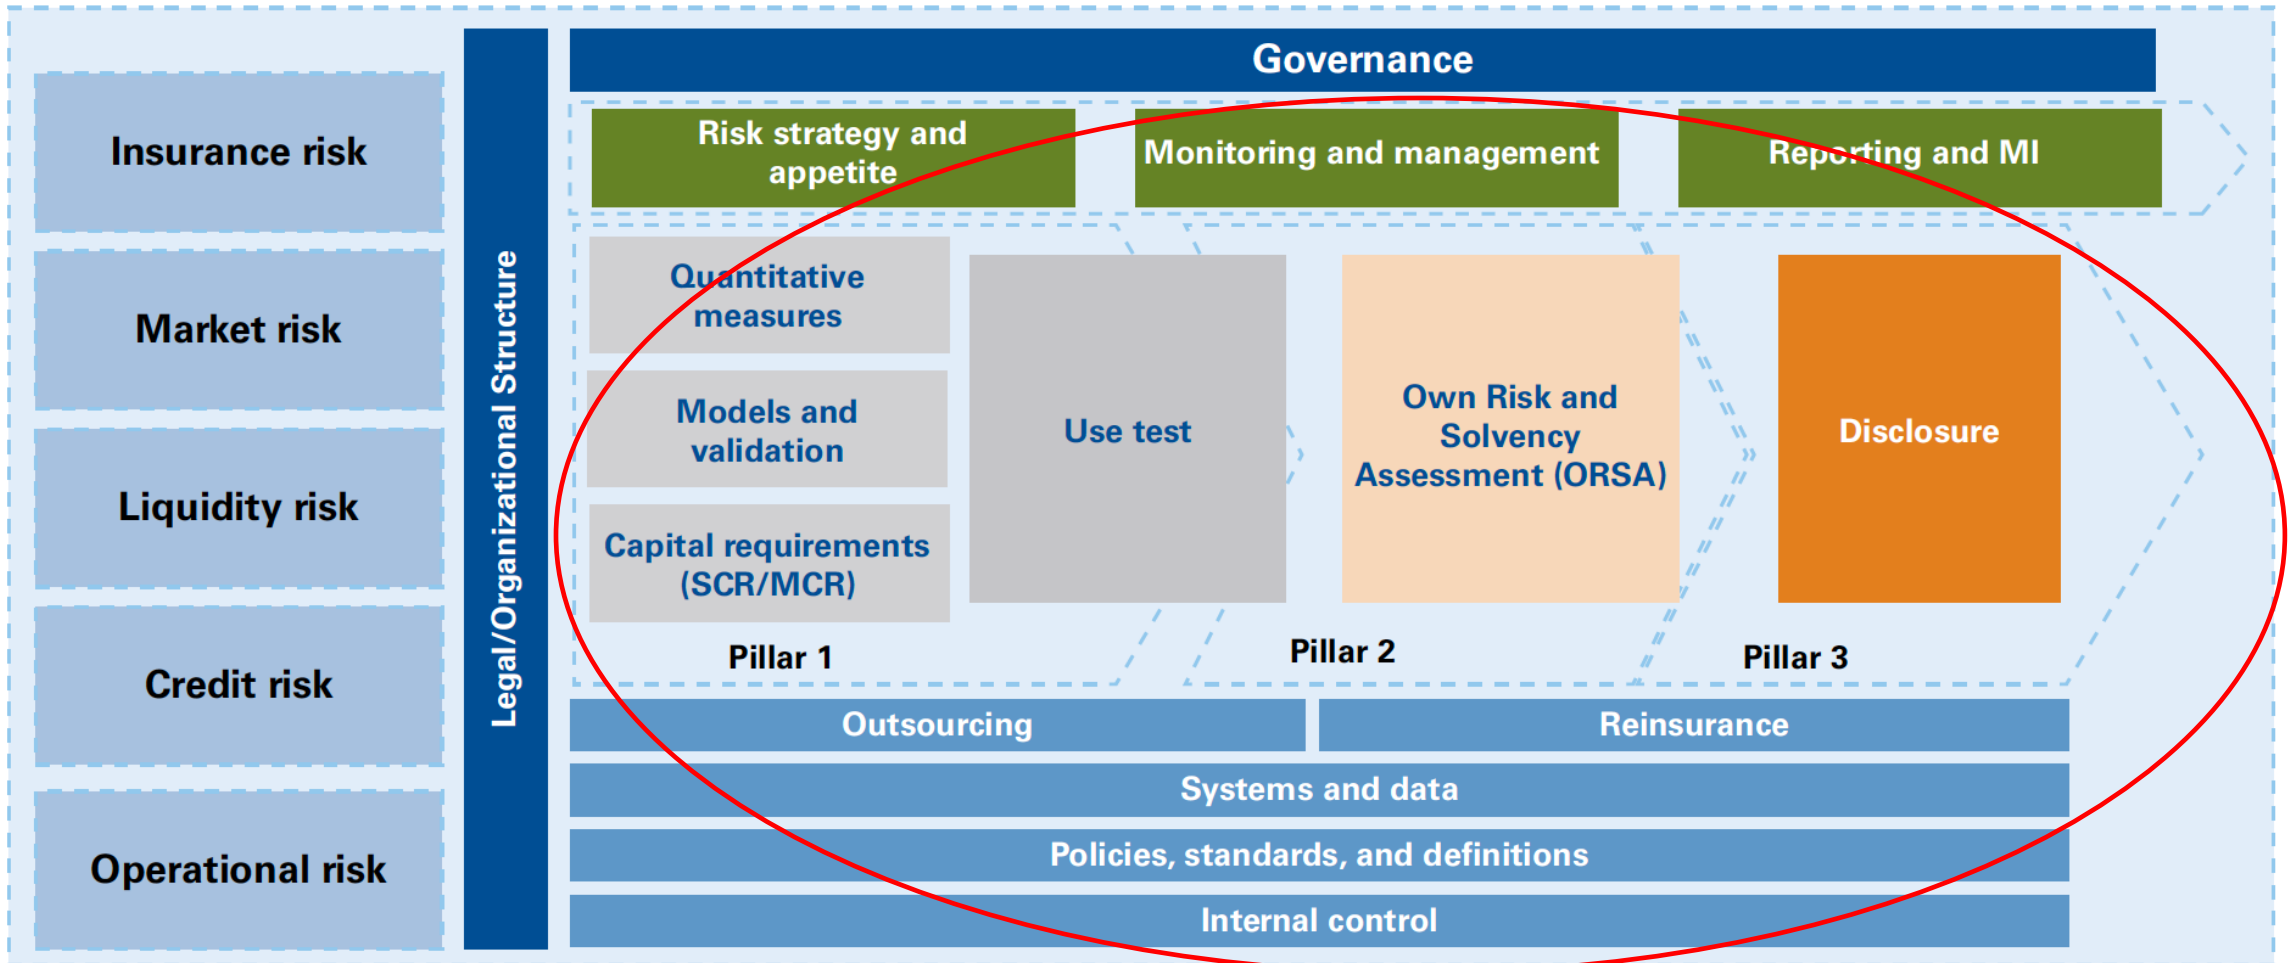 Governance
Insurance risk
Market risk
Liquidity risk
Credit risk
Operational risk
Legal/Organizational Structure
Risk strategy and
appetite
Monitoring and management
Reporting and MI
Quantitative
measures
Models and
validation
Capital requirements
(SCR/MCR)
Use test
Pillar 1
Own Risk and
Solvency
Assessment (ORSA)
Pillar 2
Disclosure
Pillar 3
Outsourcing
Reinsurance
Systems and data
Policies, standards, and definitions
Internal control